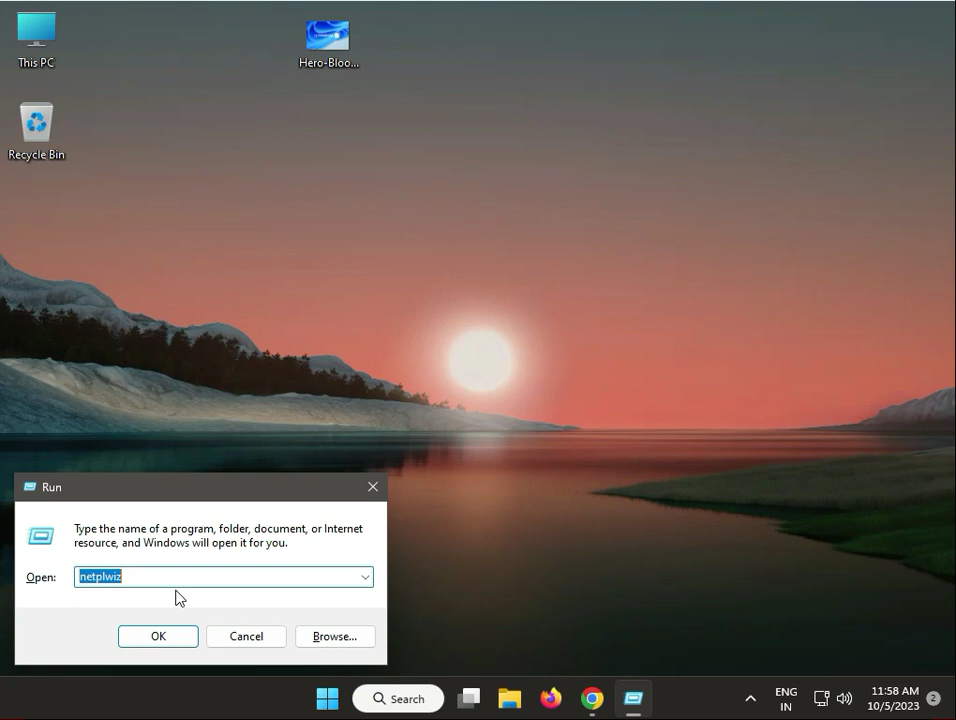 This PC
Hero-Bloo...
Recycle Bin
Run
Type the name of a program, folder, document, or Internet
resource, and Windows will open it for you.
Open:
netplwiz
OK
Cancel
Browse...
Search
ENG
IN
11:58 AM
10/5/2023
2